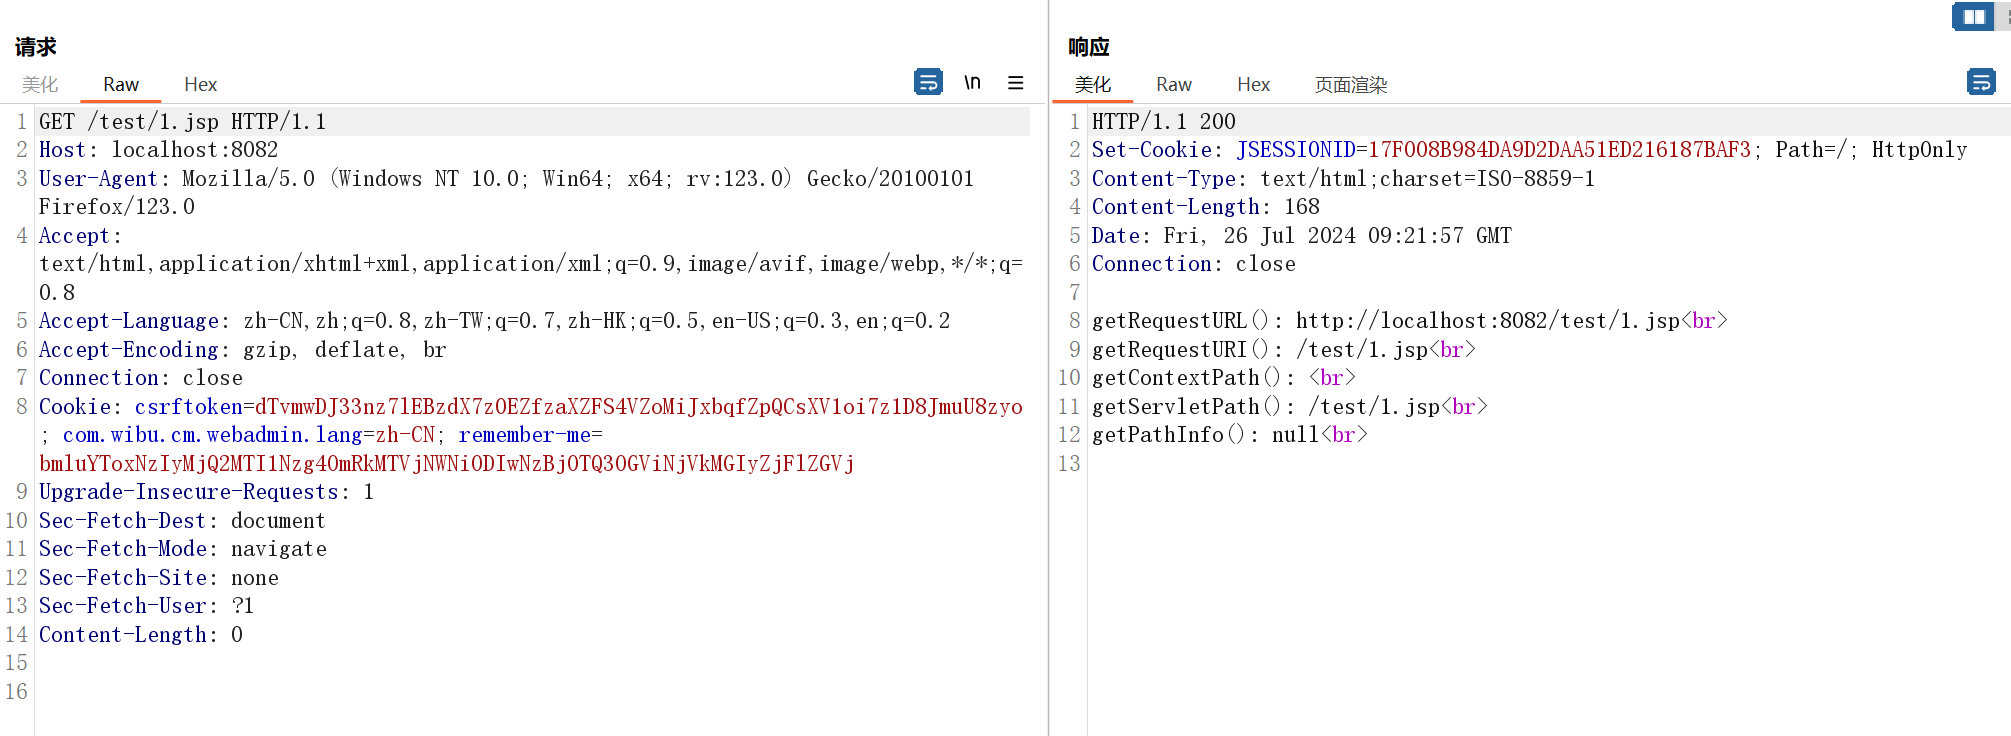 请求
美化 Raw Hex \n
1 GET /test/1.jsp HTTP/1.1
2 Host: localhost:8082
3 User-Agent: Mozilla/5.0 (Windows NT 10.0; Win64; x64; rv:123.0) Gecko/20100101
Firefox/123.0
4 Accept:
text/html,application/xhtml+xml,application/xml;q=0.9,image/avif,image/webp,*/*;q=
0.8
5 Accept-Language: zh-CN,zh;q=0.8,zh-TW;q=0.7,zh-HK;q=0.5,en-US;q=0.3,en;q=0.2
6 Accept-Encoding: gzip, deflate, br
7 Connection: close
8 Cookie: csrftoken=dTvmwDJ33nz7lEBzdX7z0EZfzaXZFS4VZoMiJxbqfZpQCsXV1oi7z1D8JmuU8zyo
; com.wibu.cm.webadmin.lang=zh-CN; remember-me=
bmluYToxNzIyMjQ2MTI1Nzg4OmRkMTVjNWNiODIwNzBjOTQ3OGViNjVkMGIyZjFlZGVj
9 Upgrade-Insecure-Requests: 1
10 Sec-Fetch-Dest: document
11 Sec-Fetch-Mode: navigate
12 Sec-Fetch-Site: none
13 Sec-Fetch-User: ?1
14 Content-Length: 0
15
16
响应
美化 Raw Hex 页面渲染
1 HTTP/1.1 200
2 Set-Cookie: JSESSIONID=17F008B984DA9D2DAA51ED216187BAF3; Path=/; HttpOnly
3 Content-Type: text/html;charset=ISO-8859-1
4 Content-Length: 168
5 Date: Fri, 26 Jul 2024 09:21:57 GMT
6 Connection: close
7
8 getRequestURL(): http://localhost:8082/test/1.jsp<br>
9 getRequestURI(): /test/1.jsp<br>
10 getContextPath(): <br>
11 getServletPath(): /test/1.jsp<br>
12 getPathInfo(): null<br>
13